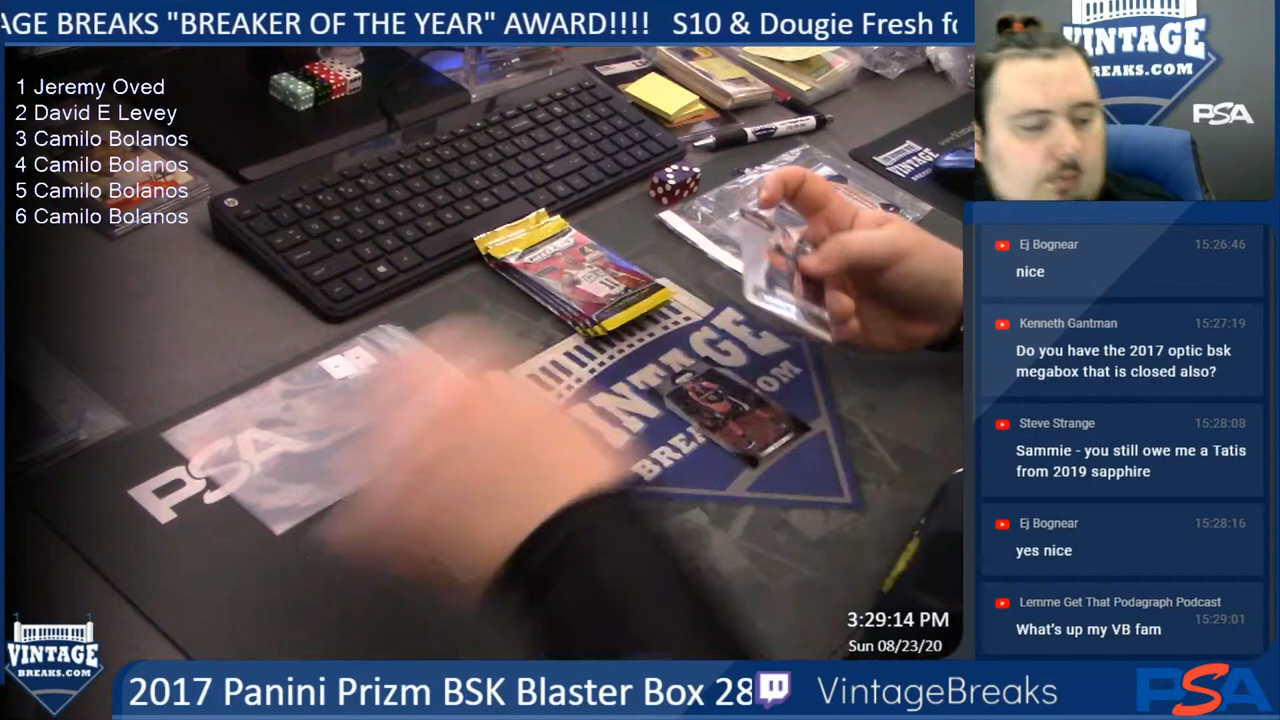 AGE BREAKS "BREAKER OF THE YEAR" AWARD!!!! S10 & Dougie Fresh fo
1 Jeremy Oved
2 David E Levey
3 Camilo Bolanos
4 Camilo Bolanos
5 Camilo Bolanos
6 Camilo Bolanos
VINTAGE
BREAKS.COM
PSA
Ej Bognear 15:26:46
nice
Kenneth Gantman 15:27:19
Do you have the 2017 optic bsk
megabox that is closed also?
Steve Strange 15:28:08
Sammie - you still owe me a Tatis
from 2019 sapphire
Ej Bognear 15:28:16
yes nice
Lemme Get That Podagraph Podcast
15:29:01
What's up my VB fam
VINTAGE
PSA
3:29:14 PM
Sun 08/23/20
VINTAGE
BREAKS.COM
2017 Panini Prizm BSK Blaster Box 28
VintageBreaks
PSA